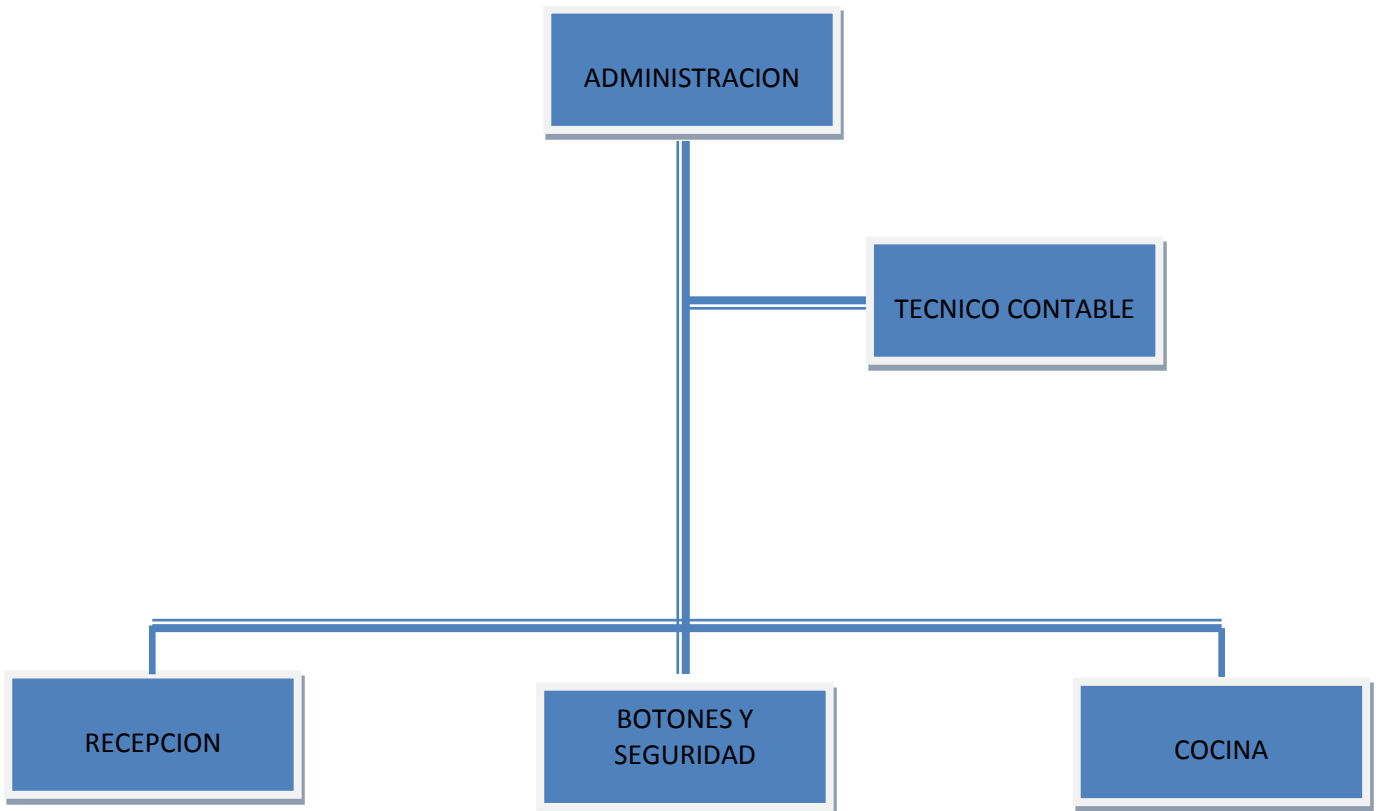 ADMINISTRACION
TECNICO CONTABLE
RECEPCION
BOTONES Y
SEGURIDAD
COCINA